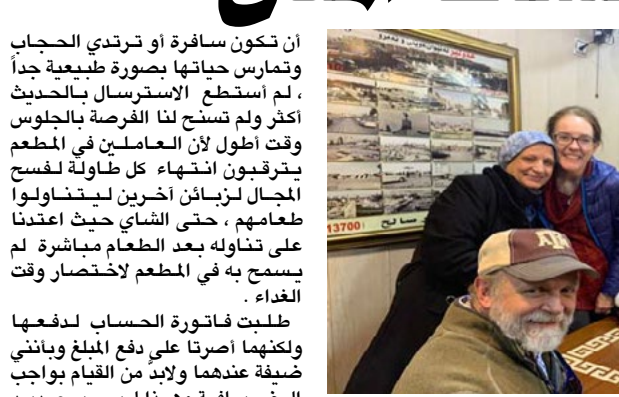 أن تكون سافرة أو ترتدي الحجاب
وتمارس حياتها بصورة طبيعية جداً
، لم أستطع الاسترسال بالحديث
أكثر ولم تسنح لنا الفرصة بالجلوس
وقت أطول لأن العاملين في المطعم
يترقبون انتهاء كل طاولة لفسح
المجال لزبائن آخرين ليتناولوا
طعامهم ، حتى الشاي حيث اعتدنا
على تناوله بعد الطعام مباشرة لم
يسمح به في المطعم لاختصار وقت
الغداء .
طلبت فاتورة الحساب لدفعها
ولكنهما أصرتا على دفع المبلغ وبأنني
ضيفة عندهما ولابدَّ من القيام بواجب
13700
صالح
ATM